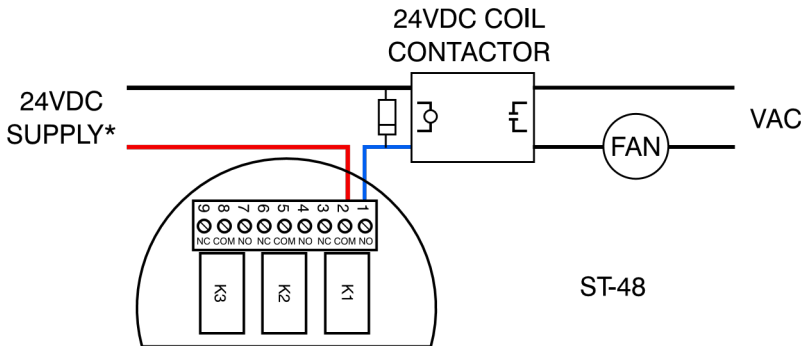 24VDC COIL
CONTACTOR
24VDC
SUPPLY*
VAC
FAN
9 8 7 6 5 4 3 2 1
NC COM NO NC COM NO NC COM NO
K3 K2 K1
ST-48